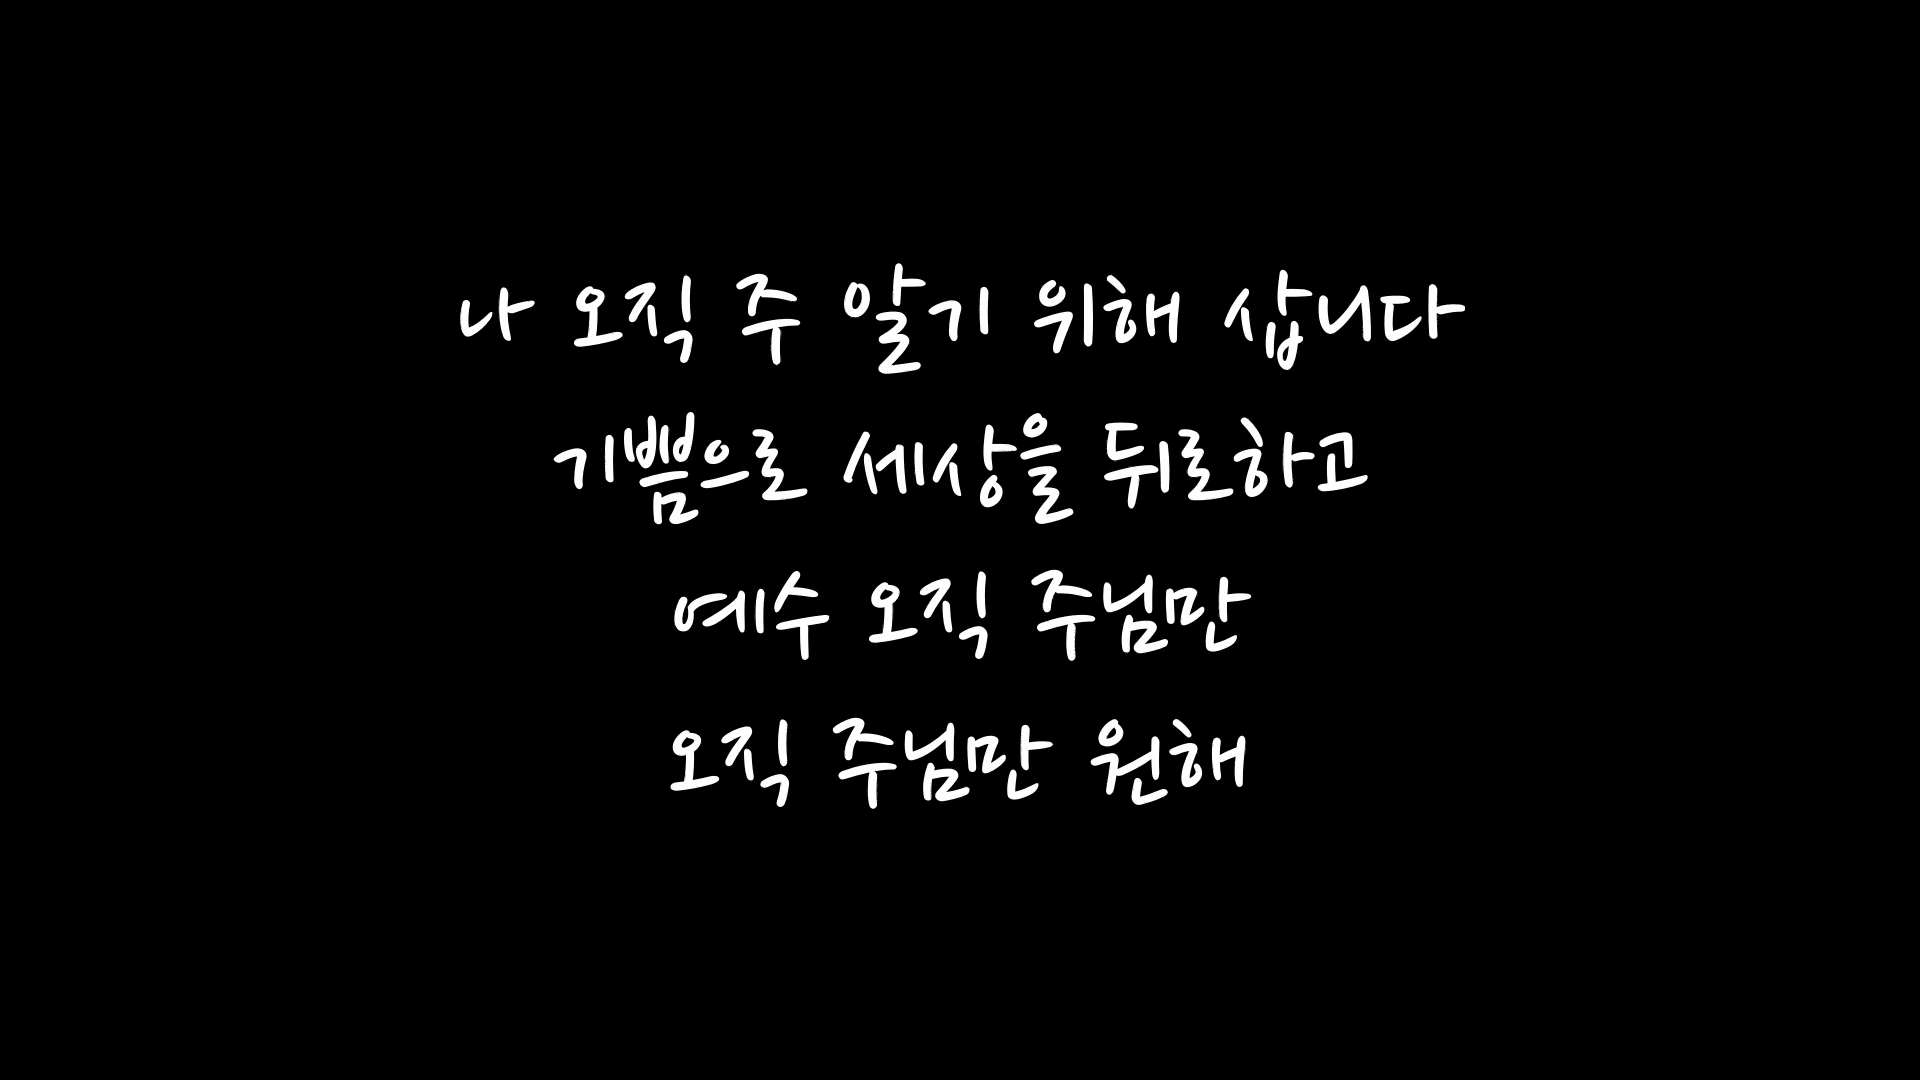 나 오직 주 알기 위해 삽니다
기쁨으로 세상을 뒤로하고
예수 오직 주님만
오직 주님만 원해